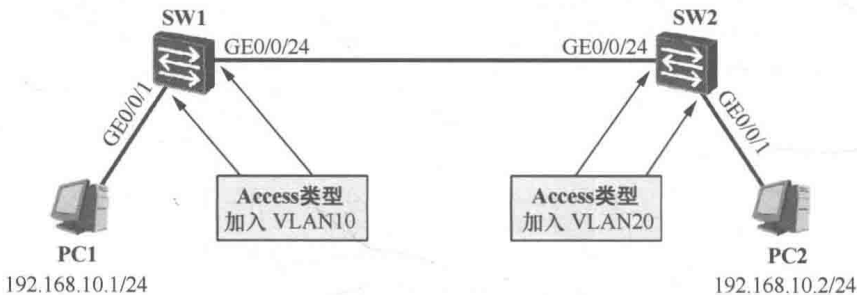 SW1
SW2
GE0/0/24
GE0/0/24
GE0/0/1
GE0/0/1
Access类型
加入 VLAN10
Access类型
加入 VLAN20
PC1
PC2
192.168.10.1/24
192.168.10.2/24